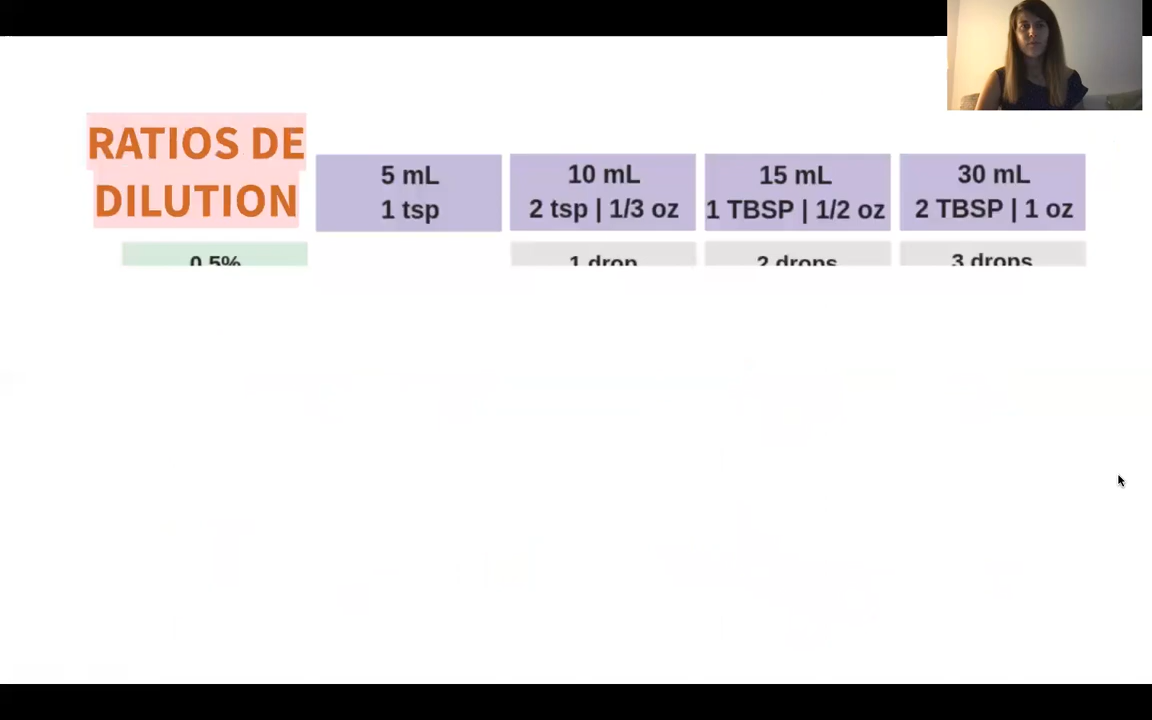 RATIOS DE
DILUTION
5 mL
1 tsp
10 mL
2 tsp | 1/3 oz
15 mL
1 TBSP | 1/2 oz
30 mL
2 TBSP | 1 oz
0.5%
1 drop
2 drops
3 drops